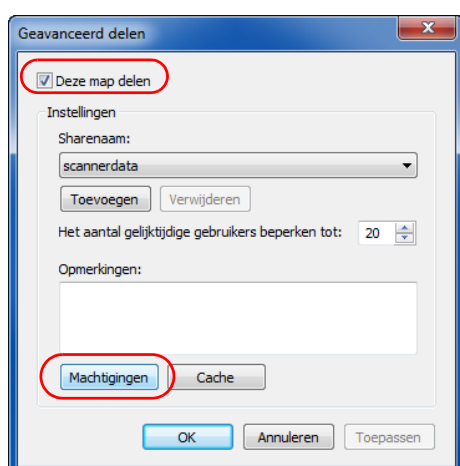 Geavanceerd delen
Deze map delen
Instellingen
Sharenaam:
scannerdata
Toevoegen Verwijderen
Het aantal gelijktijdige gebruikers beperken tot: 20
Opmerkingen:
Machtigingen Cache
OK Annuleren Toepassen